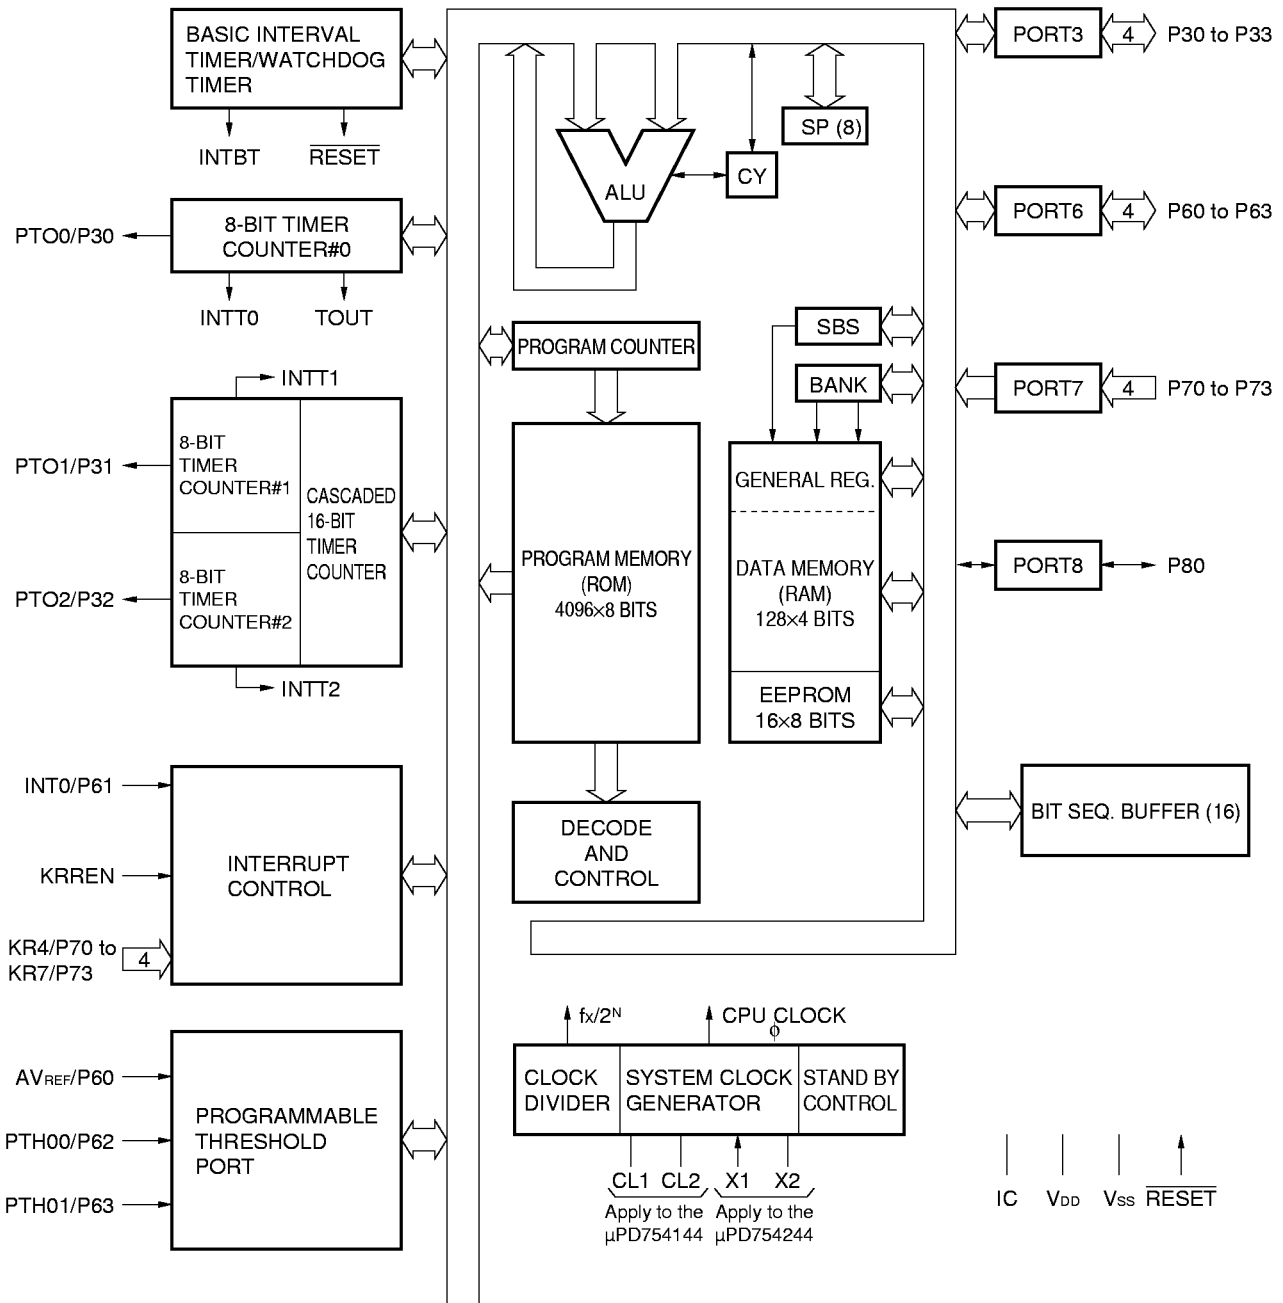 BASIC INTERVAL
TIMER/WATCHDOG
TIMER
INTBT
RESET
PTO0/P30
8-BIT TIMER
COUNTER#0
INTT0
TOUT
INTT1
PTO1/P31
8-BIT
TIMER
COUNTER#1
CASCADED
16-BIT
TIMER
COUNTER
PTO2/P32
8-BIT
TIMER
COUNTER#2
INTT2
INT0/P61
KRREN
KR4/P70 to
KR7/P73
4
INTERRUPT
CONTROL
AVREF/P60
PTH00/P62
PTH01/P63
PROGRAMMABLE
THRESHOLD
PORT
ALU
CY
SP (8)
PROGRAM COUNTER
PROGRAM MEMORY
(ROM)
4096×8 BITS
DECODE
AND
CONTROL
SBS
BANK
GENERAL REG.
DATA MEMORY
(RAM)
128×4 BITS
EEPROM
16×8 BITS
PORT3
4
P30 to P33
PORT6
4
P60 to P63
PORT7
4
P70 to P73
PORT8
P80
BIT SEQ. BUFFER (16)
fx/2ᴺ
CPU CLOCK
ϕ
CLOCK
DIVIDER
SYSTEM CLOCK
GENERATOR
STAND BY
CONTROL
CL1
CL2
X1
X2
Apply to the
µPD754144
Apply to the
µPD754244
IC
VDD
VSS
RESET